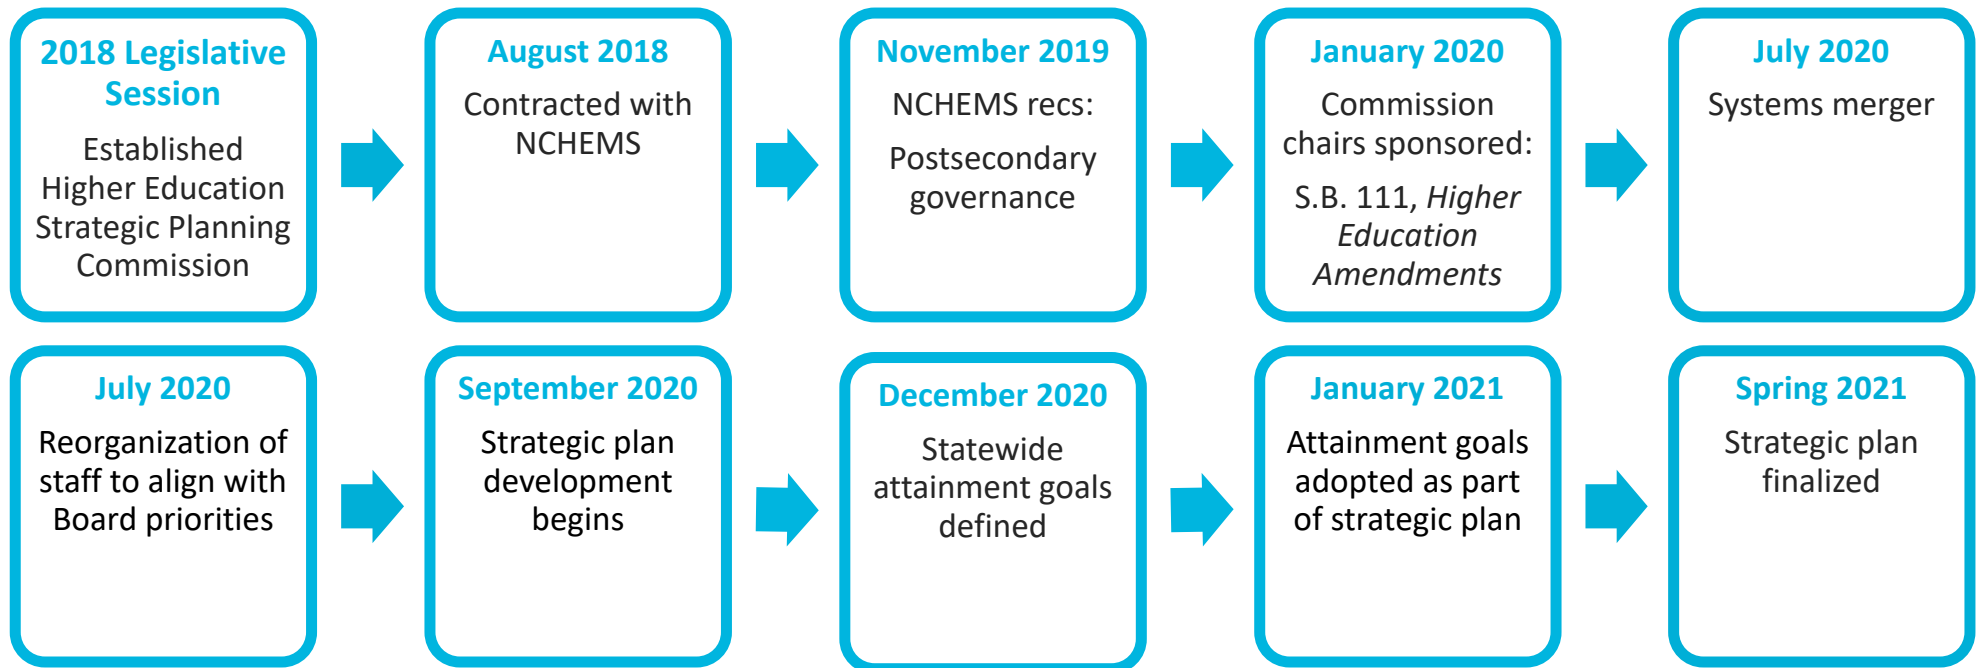 2018 Legislative
Session
Established
Higher Education
Strategic Planning
Commission
August 2018
Contracted with
NCHEMS
November 2019
NCHEMS recs:
Postsecondary
governance
January 2020
Commission
chairs sponsored:
S.B. 111, Higher
Education
Amendments
July 2020
Systems merger
July 2020
Reorganization of
staff to align with
Board priorities
September 2020
Strategic plan
development
begins
December 2020
Statewide
attainment goals
defined
January 2021
Attainment goals
adopted as part
of strategic plan
Spring 2021
Strategic plan
finalized